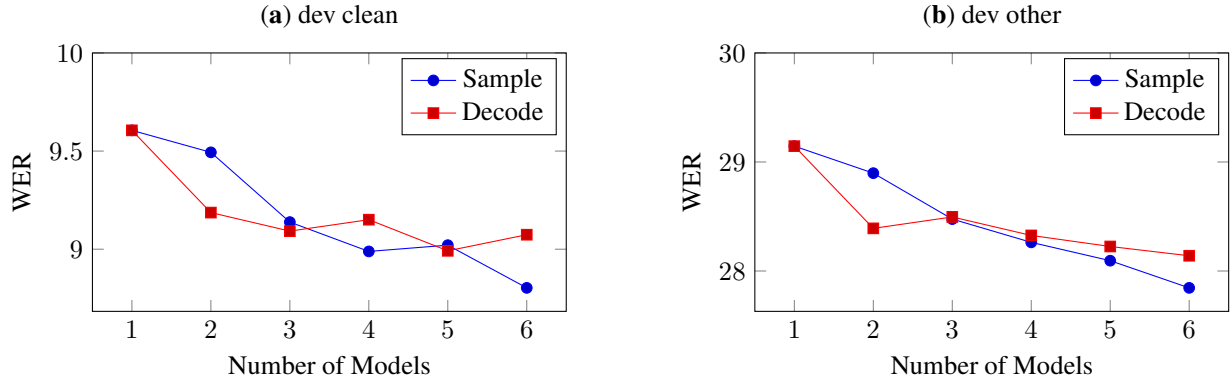 (a) dev clean
10
9.5
9
WER
Sample
Decode
1 2 3 4 5 6
Number of Models
(b) dev other
30
29
28
WER
Sample
Decode
1 2 3 4 5 6
Number of Models